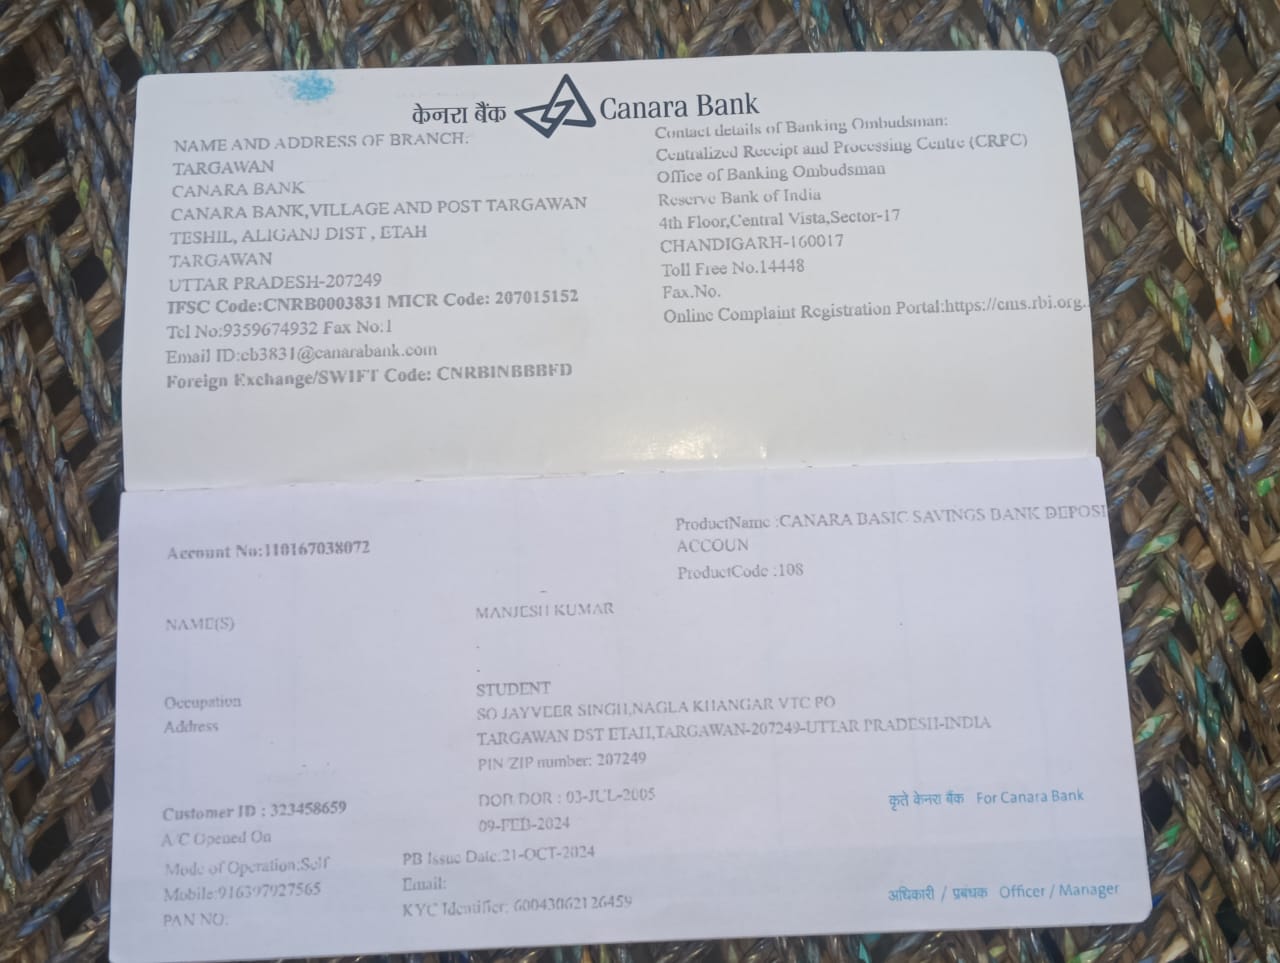 केनरा बैंक Canara Bank
NAME AND ADDRESS OF BRANCH:
TARGAWAN
CANARA BANK
CANARA BANK,VILLAGE AND POST TARGAWAN
TESHIL, ALIGANJ DIST , ETAH
TARGAWAN
UTTAR PRADESH-207249
IFSC Code:CNRB0003831 MICR Code: 207015152
Tel No:9359674932 Fax No:1
Email ID:cb3831@canarabank.com
Foreign Exchange/SWIFT Code: CNRBINBBBFD
Contact details of Banking Ombudsman:
Centralized Receipt and Processing Centre (CRPC)
Office of Banking Ombudsman
Reserve Bank of India
4th Floor,Central Vista,Sector-17
CHANDIGARH-160017
Toll Free No.14448
Fax.No.
Online Complaint Registration Portal:https://cms.rbi.org.
Account No:110167038072
ProductName :CANARA BASIC SAVINGS BANK DEPOSI
ACCOUN
ProductCode :108
NAME(S) MANJESH KUMAR
Occupation STUDENT
Address SO JAYVEER SINGH,NAGLA KHANGAR VTC PO
TARGAWAN DST ETAH,TARGAWAN-207249-UTTAR PRADESH-INDIA
PIN/ZIP number: 207249
Customer ID : 323458659 DOB/DOR : 03-JUL-2005
A/C Opened On 09-FEB-2024
Mode of Operation:Self PB Issue Date:21-OCT-2024
Mobile:916397927565 Email:
PAN NO: KYC Identifier: 60043062126459
कृते केनरा बैंक For Canara Bank
अधिकारी / प्रबंधक Officer / Manager